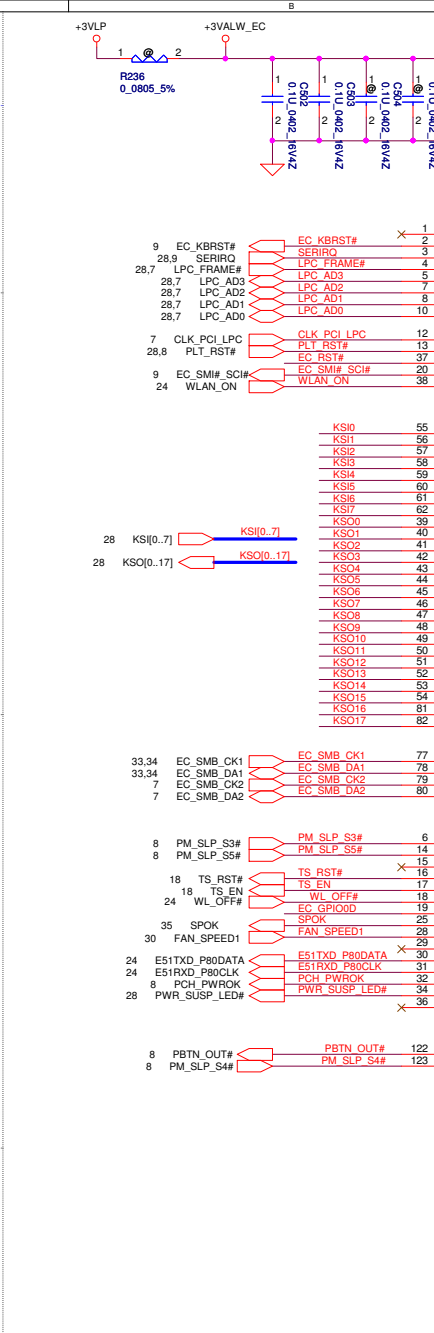 B
+3VLP
+3VALW_EC
1 @ 2
R236
0_0805_5%
1 2
0.1U_0402_16V4Z
C502
1 2
0.1U_0402_16V4Z
C503
1 @ 2
0.1U_0402_16V4Z
C504
1 @ 2
1
9 EC_KBRST# EC_KBRST# 2
28,9 SERIRQ SERIRQ 3
28,7 LPC_FRAME# LPC_FRAME# 4
28,7 LPC_AD3 LPC_AD3 5
28,7 LPC_AD2 LPC_AD2 7
28,7 LPC_AD1 LPC_AD1 8
28,7 LPC_AD0 LPC_AD0 10
7 CLK_PCI_LPC CLK_PCI_LPC 12
28,8 PLT_RST# PLT_RST# 13
EC_RST# 37
9 EC_SMI#_SCI# EC_SMI#_SCI# 20
24 WLAN_ON WLAN_ON 38
KSI0 55
KSI1 56
KSI2 57
KSI3 58
KSI4 59
KSI5 60
KSI6 61
KSI7 62
KSO0 39
KSO1 40
KSO2 41
KSO3 42
KSO4 43
KSO5 44
KSO6 45
KSO7 46
KSO8 47
KSO9 48
KSO10 49
KSO11 50
KSO12 51
KSO13 52
KSO14 53
KSO15 54
KSO16 81
KSO17 82
28 KSI[0..7] KSI[0..7]
28 KSO[0..17] KSO[0..17]
33,34 EC_SMB_CK1 EC_SMB_CK1 77
33,34 EC_SMB_DA1 EC_SMB_DA1 78
7 EC_SMB_CK2 EC_SMB_CK2 79
7 EC_SMB_DA2 EC_SMB_DA2 80
8 PM_SLP_S3# PM_SLP_S3# 6
8 PM_SLP_S5# PM_SLP_S5# 14
15
18 TS_RST# TS_RST# 16
18 TS_EN TS_EN 17
24 WL_OFF# WL_OFF# 18
EC_GPIO0D 19
35 SPOK SPOK 25
30 FAN_SPEED1 FAN_SPEED1 28
29
24 E51TXD_P80DATA E51TXD_P80DATA 30
24 E51RXD_P80CLK E51RXD_P80CLK 31
8 PCH_PWROK PCH_PWROK 32
28 PWR_SUSP_LED# PWR_SUSP_LED# 34
36
8 PBTN_OUT# PBTN_OUT# 122
8 PM_SLP_S4# PM_SLP_S4# 123